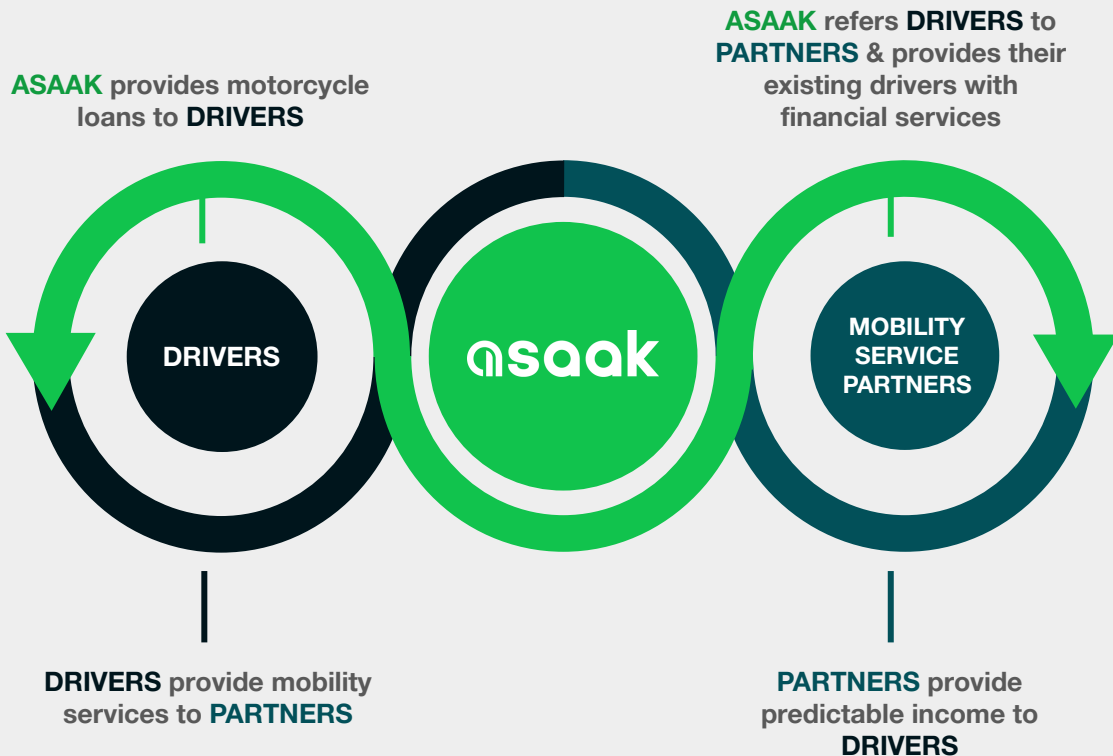 ASAAK provides motorcycle
loans to DRIVERS
ASAAK refers DRIVERS to
PARTNERS & provides their
existing drivers with
financial services
DRIVERS
asaak
MOBILITY
SERVICE
PARTNERS
DRIVERS provide mobility
services to PARTNERS
PARTNERS provide
predictable income to
DRIVERS